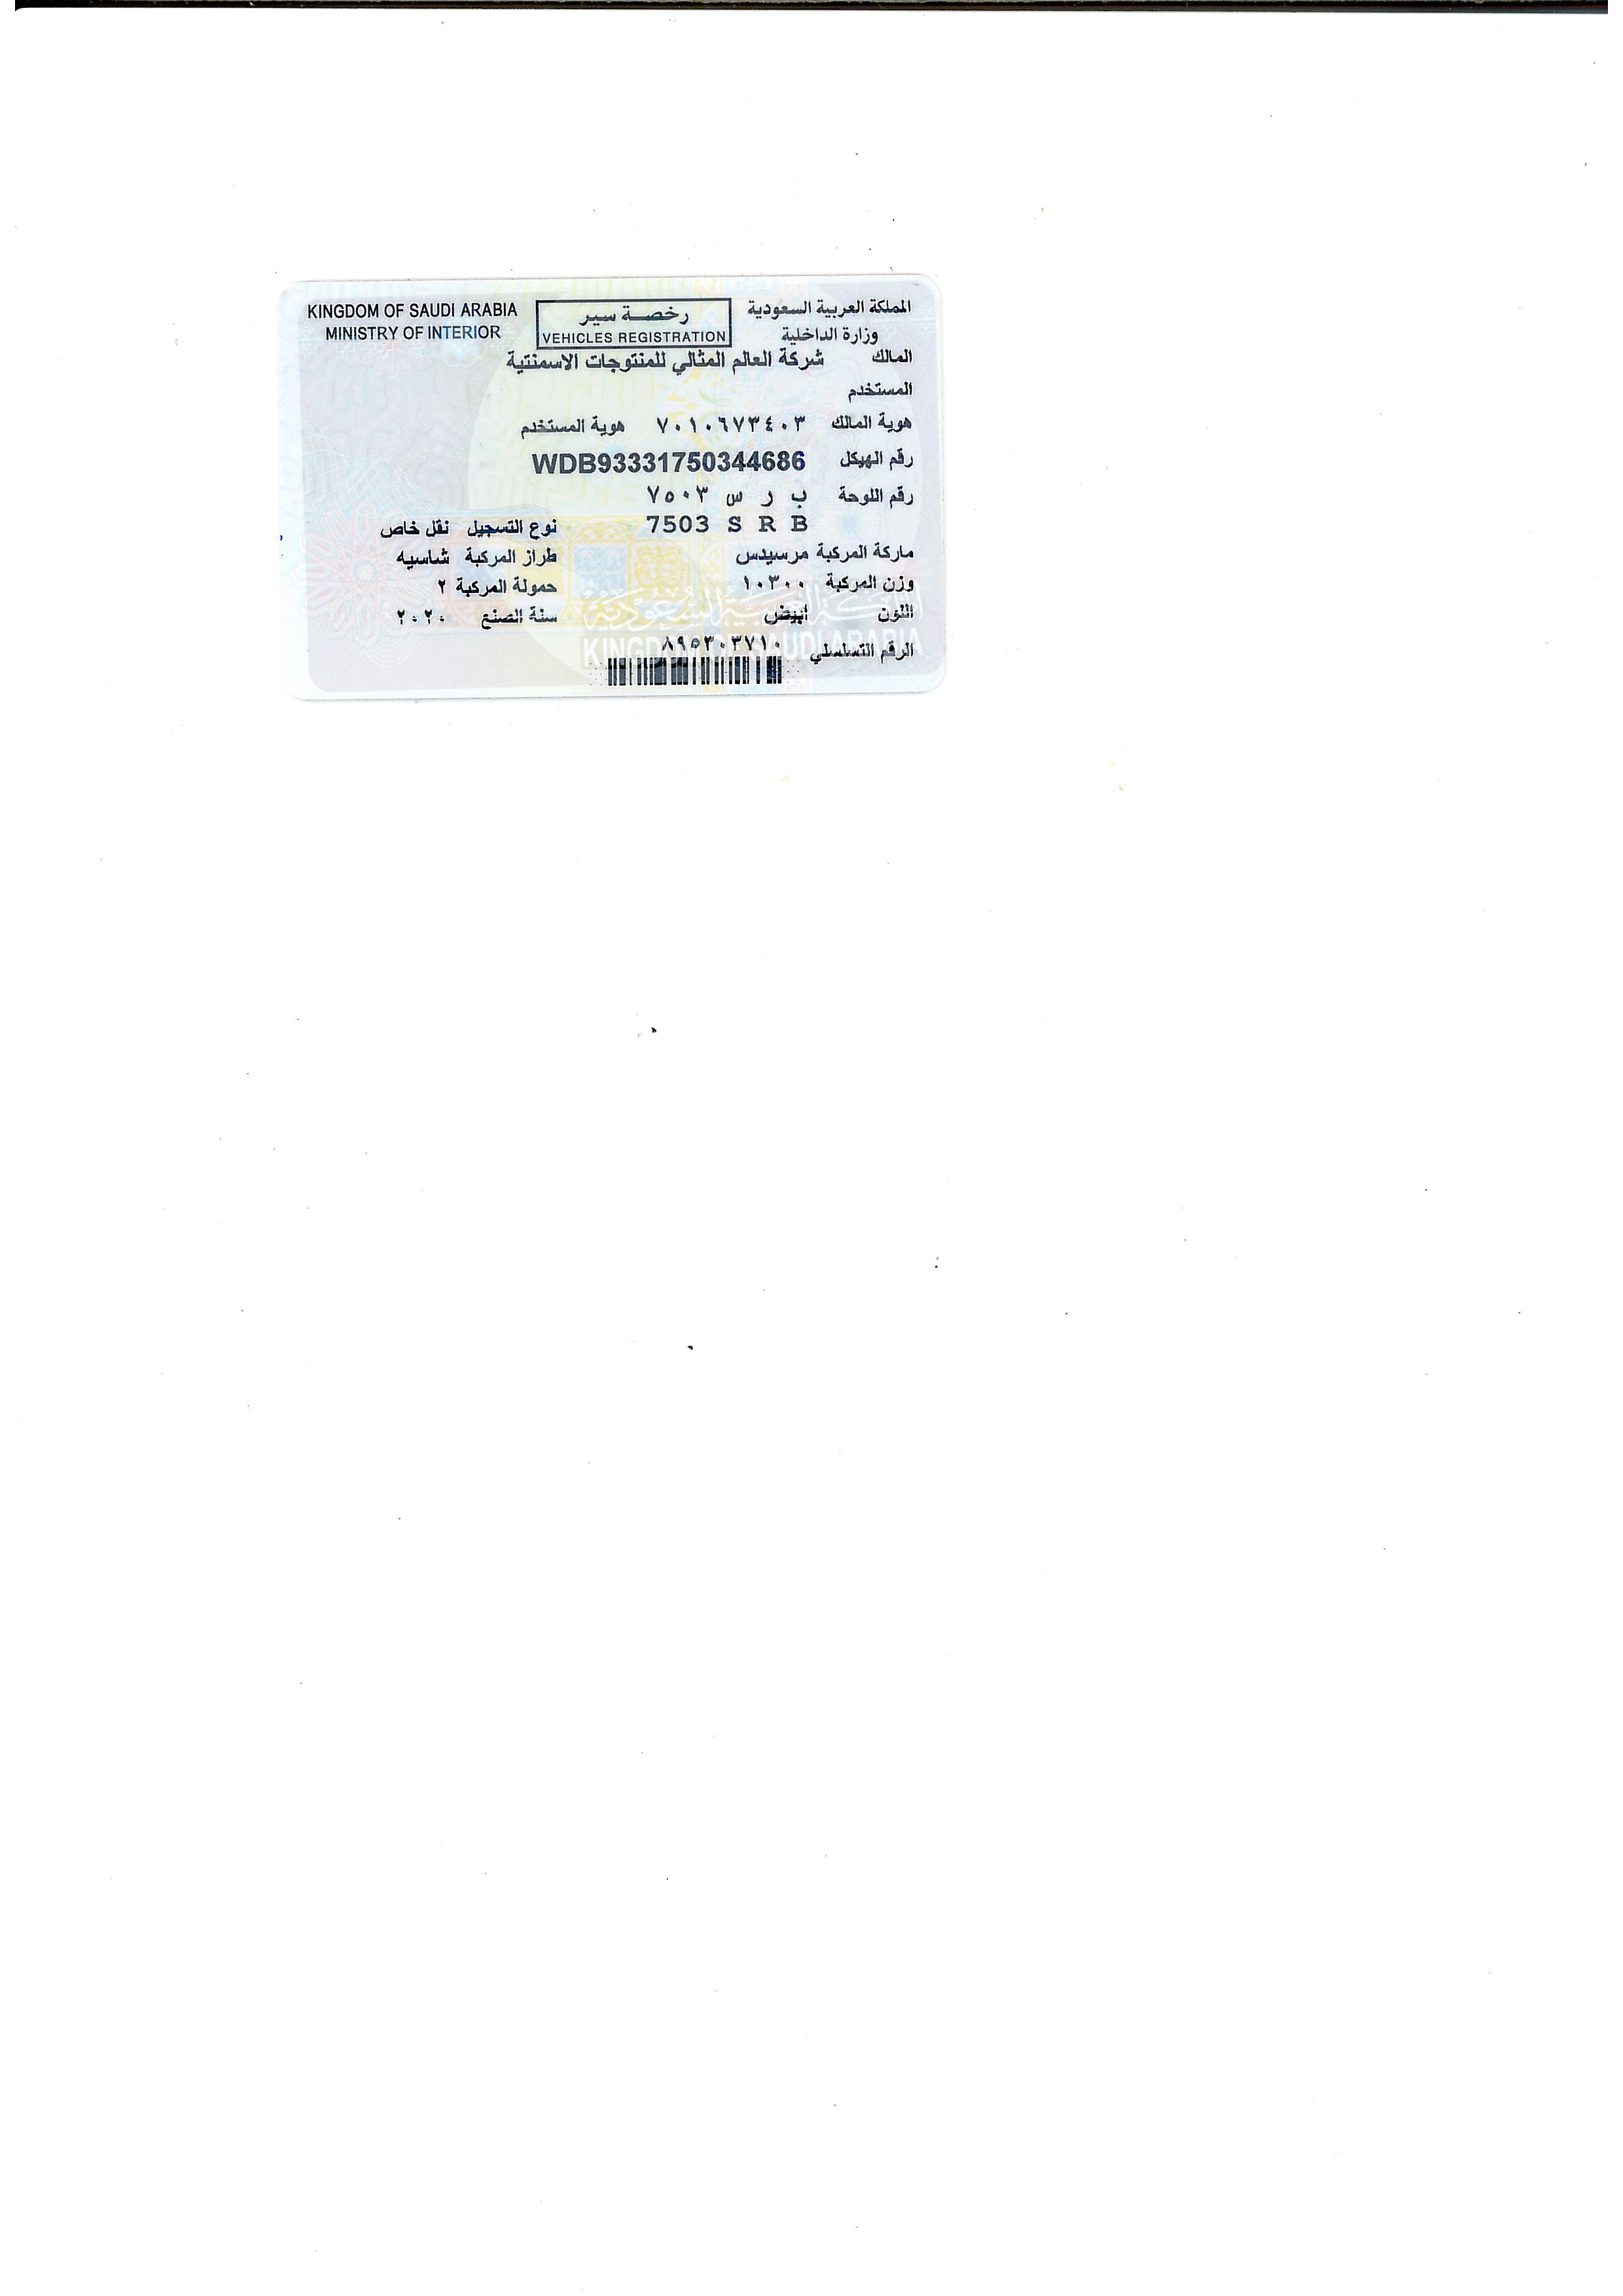 المملكة العربية السعودية
وزارة الداخلية
رخصة سير
VEHICLES REGISTRATION
KINGDOM OF SAUDI ARABIA
MINISTRY OF INTERIOR
المالك شركة العالم المثالي للمنتوجات الاسمنتية
المستخدم
هوية المالك ٧٠١٠٦٧٣٤٠٣ هوية المستخدم
رقم الهيكل WDB93331750344686
رقم اللوحة ب ر س ٧٥٠٣
7503 S R B
نوع التسجيل نقل خاص
ماركة المركبة مرسيدس طراز المركبة شاسيه
وزن المركبة ١٠٣٠٠ حمولة المركبة ٢
اللون ابيض سنة الصنع ٢٠٢٠
الرقم التسلسلي ٨٩٥٣٠٣٧١٠
المملكة العربية السعودية
KINGDOM OF SAUDI ARABIA